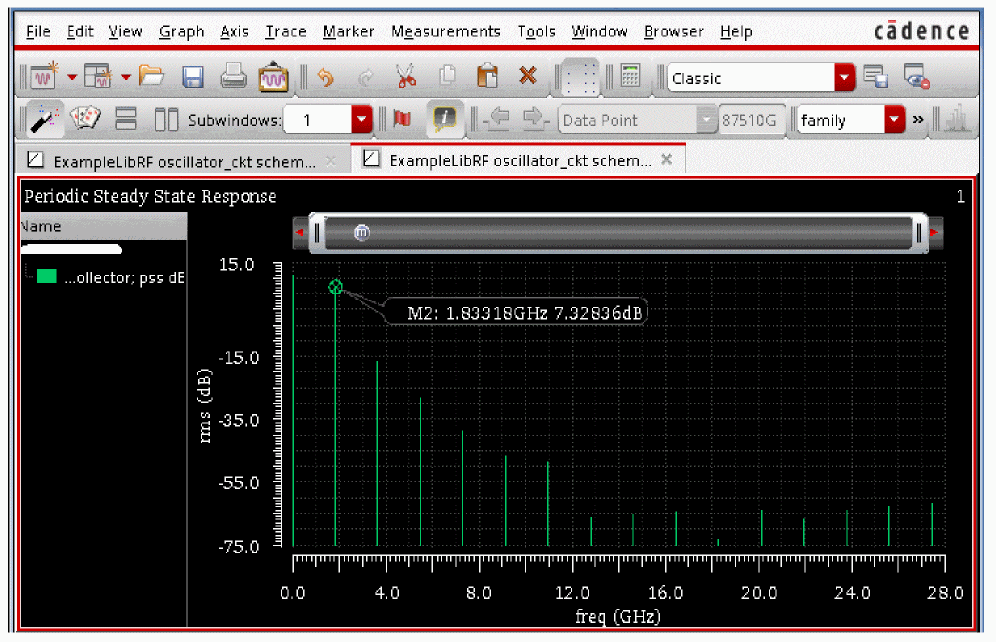 File Edit View Graph Axis Trace Marker Measurements Tools Window Browser Help cādence
Classic
Subwindows: 1 Data Point 87510G family »
ExampleLibRF oscillator_ckt schem... ExampleLibRF oscillator_ckt schem...
Periodic Steady State Response 1
Name
...ollector; pss dB
M2: 1.83318GHz 7.32836dB
rms (dB)
15.0
-15.0
-35.0
-55.0
-75.0
0.0 4.0 8.0 12.0 16.0 20.0 24.0 28.0
freq (GHz)